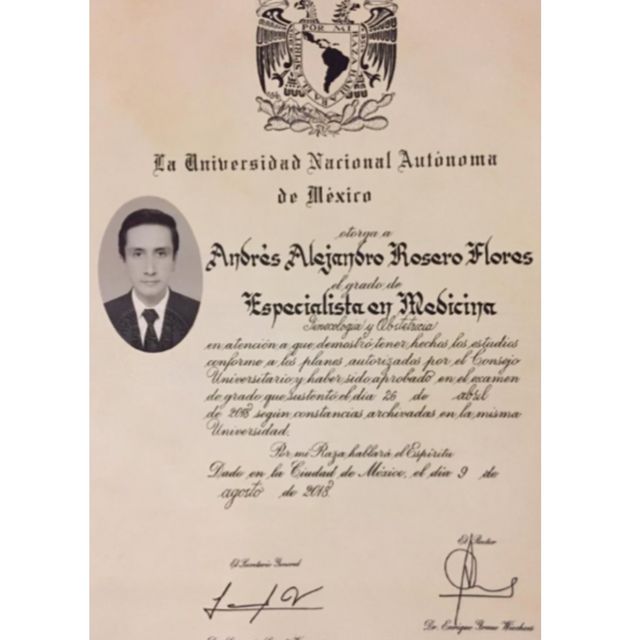 POR MI RAZA HABLARA
La Universidad Nacional Autónoma
de México
otorga a
Andrés Alejandro Rosero Flores
el grado de
Especialista en Medicina
Ginecología y Obstetricia
en atención a que demostró tener hechos los estudios
conforme a los planes autorizados por el Consejo
Universitario y haber sido aprobado en el examen
de grado que sustentó el día 26 de abril
de 2018 según constancias archivadas en la misma
Universidad.
Por mi Raza hablará el Espíritu
Dado en la Ciudad de México, el día 9 de
agosto de 2018.
El Rector
El Secretario General
Dr. Enrique Graue Wiechers